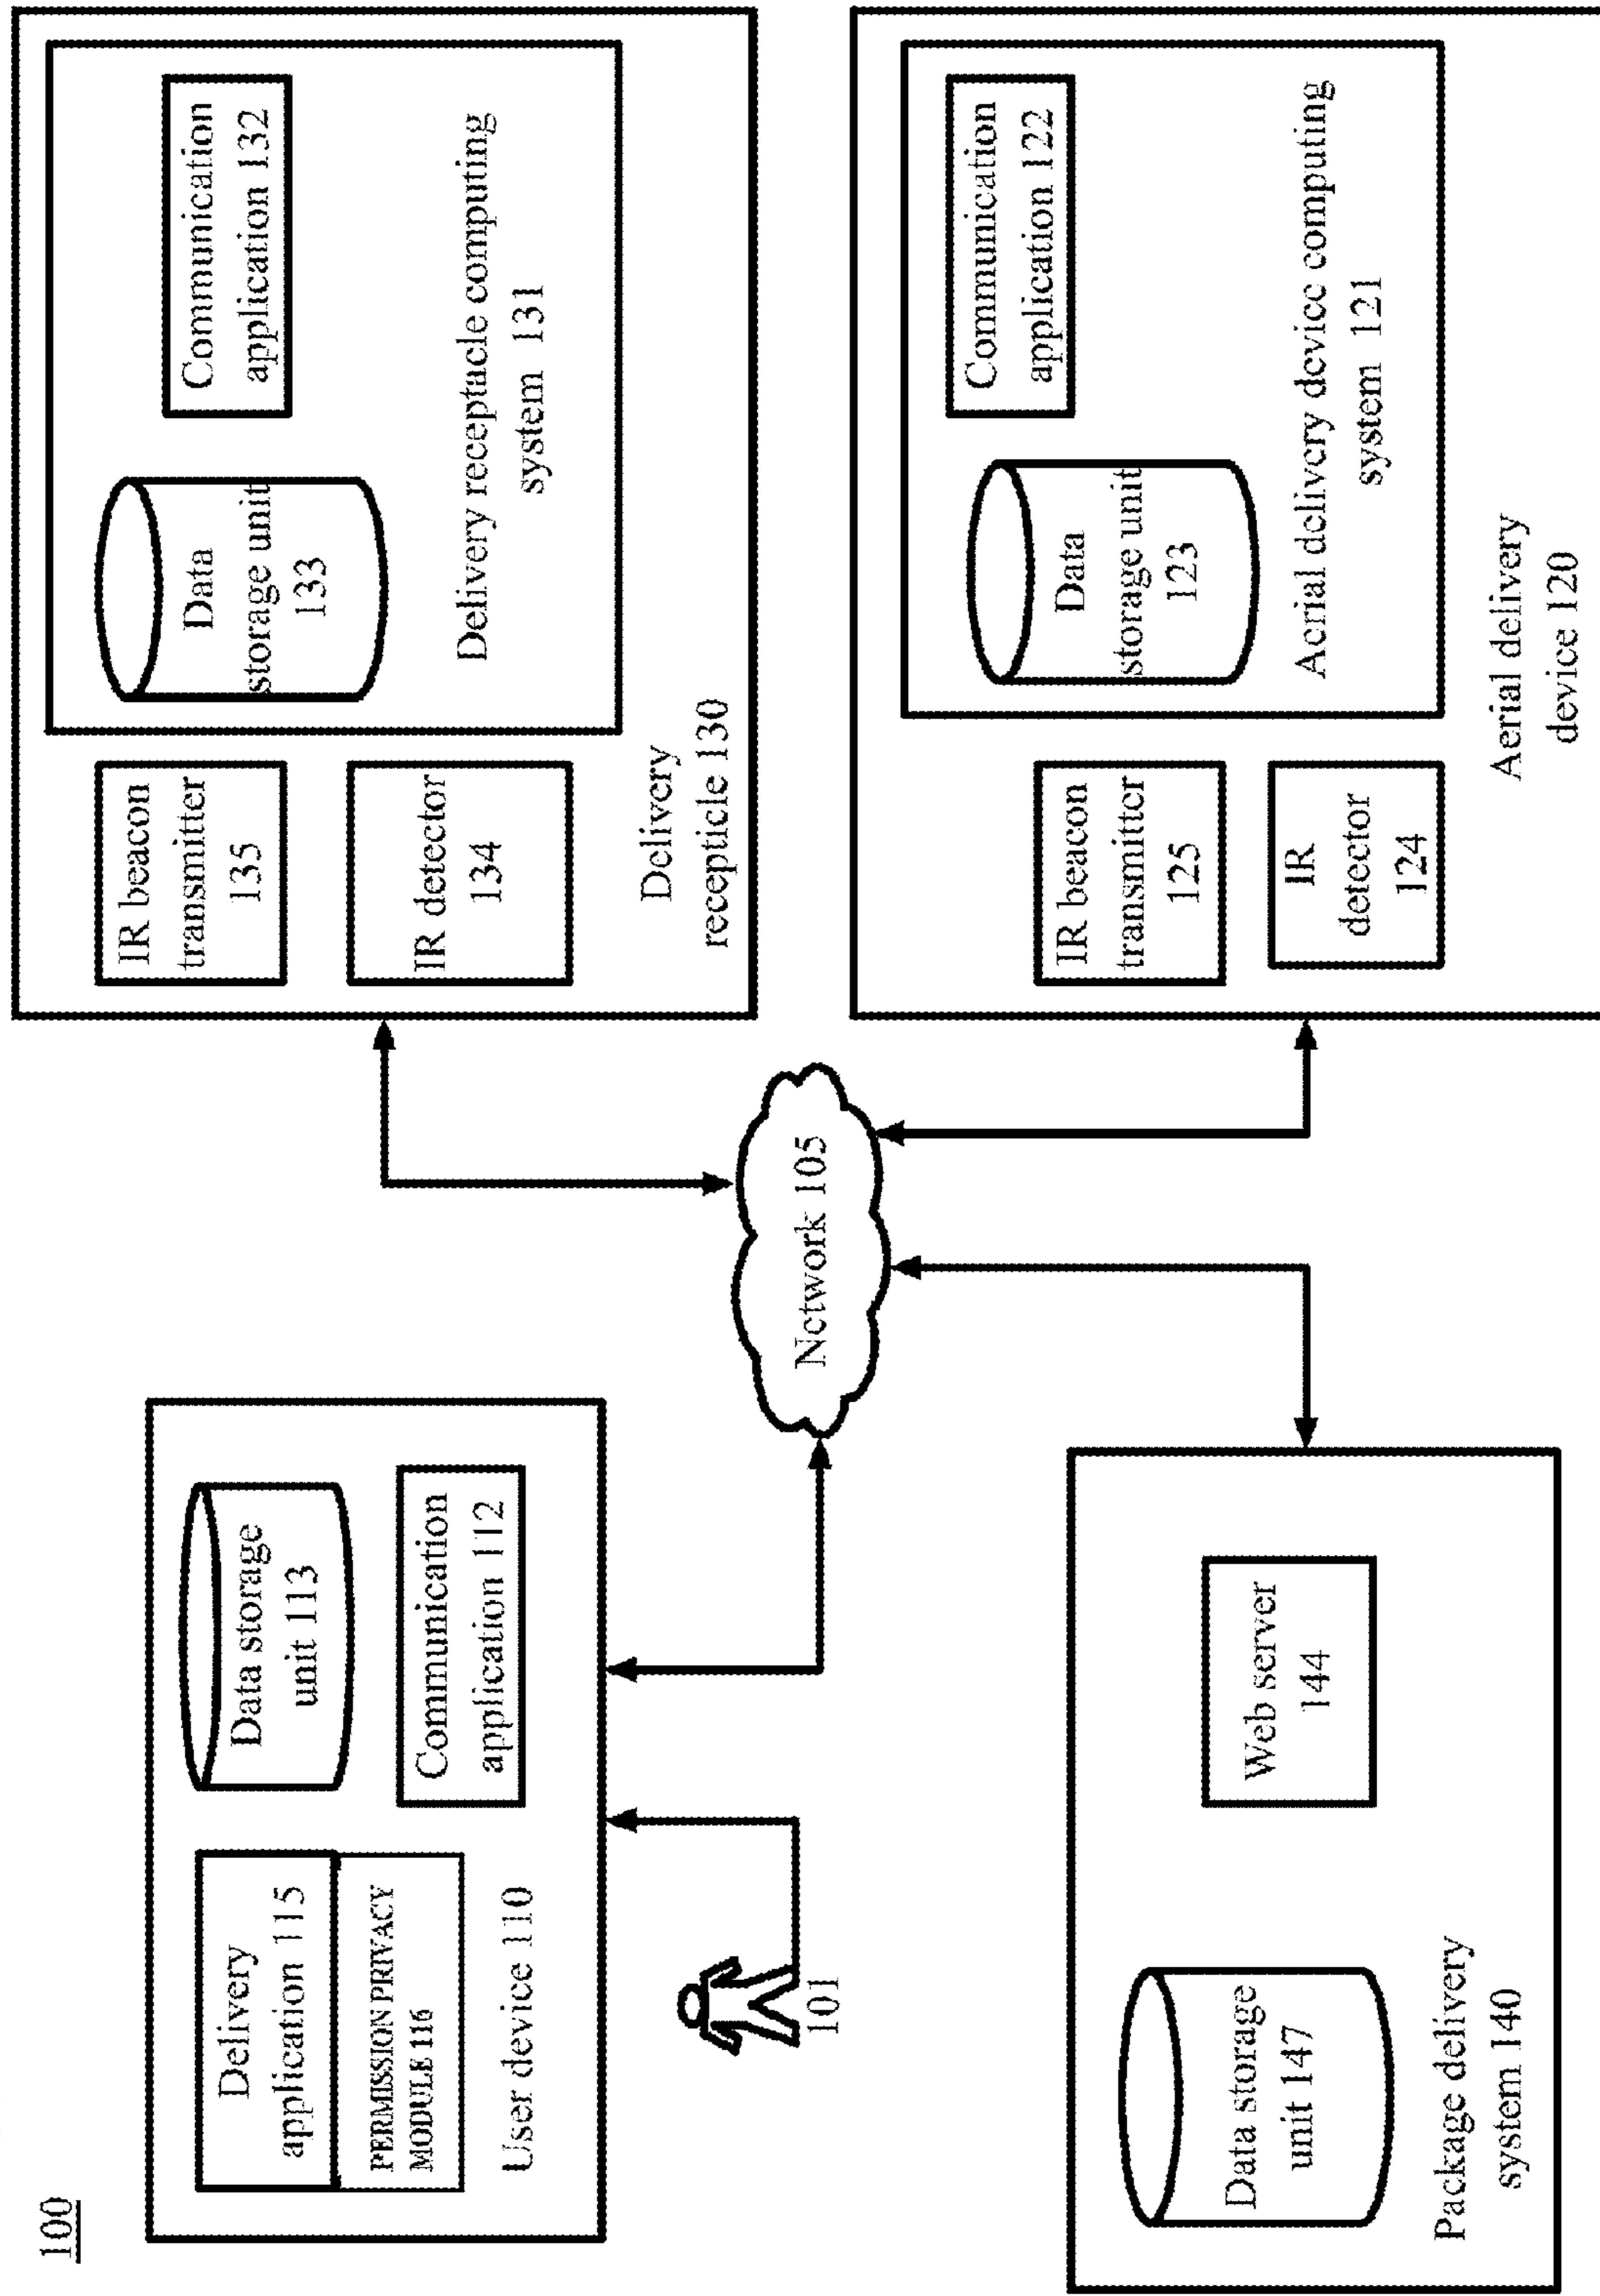 100
Delivery
application 115
PERMISSION PRIVACY
MODULE 116
Data storage
unit 113
Communication
application 112
User device 110
101
Network 105
IR beacon
transmitter
135
IR detector
134
Data
storage unit
133
Communication
application 132
Delivery receptacle computing
system 131
Delivery
recepticle 130
Data storage
unit 147
Web server
144
Package delivery
system 140
IR beacon
transmitter
125
IR
detector
124
Data
storage unit
123
Communication
application 122
Aerial delivery device computing
system 121
Aerial delivery
device 120